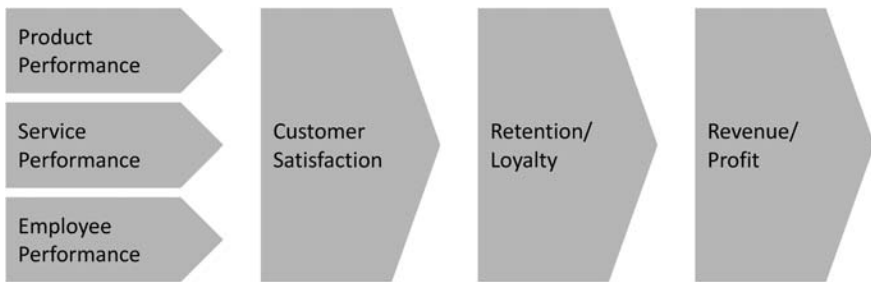 Product
Performance
Service
Performance
Employee
Performance
Customer
Satisfaction
Retention/
Loyalty
Revenue/
Profit